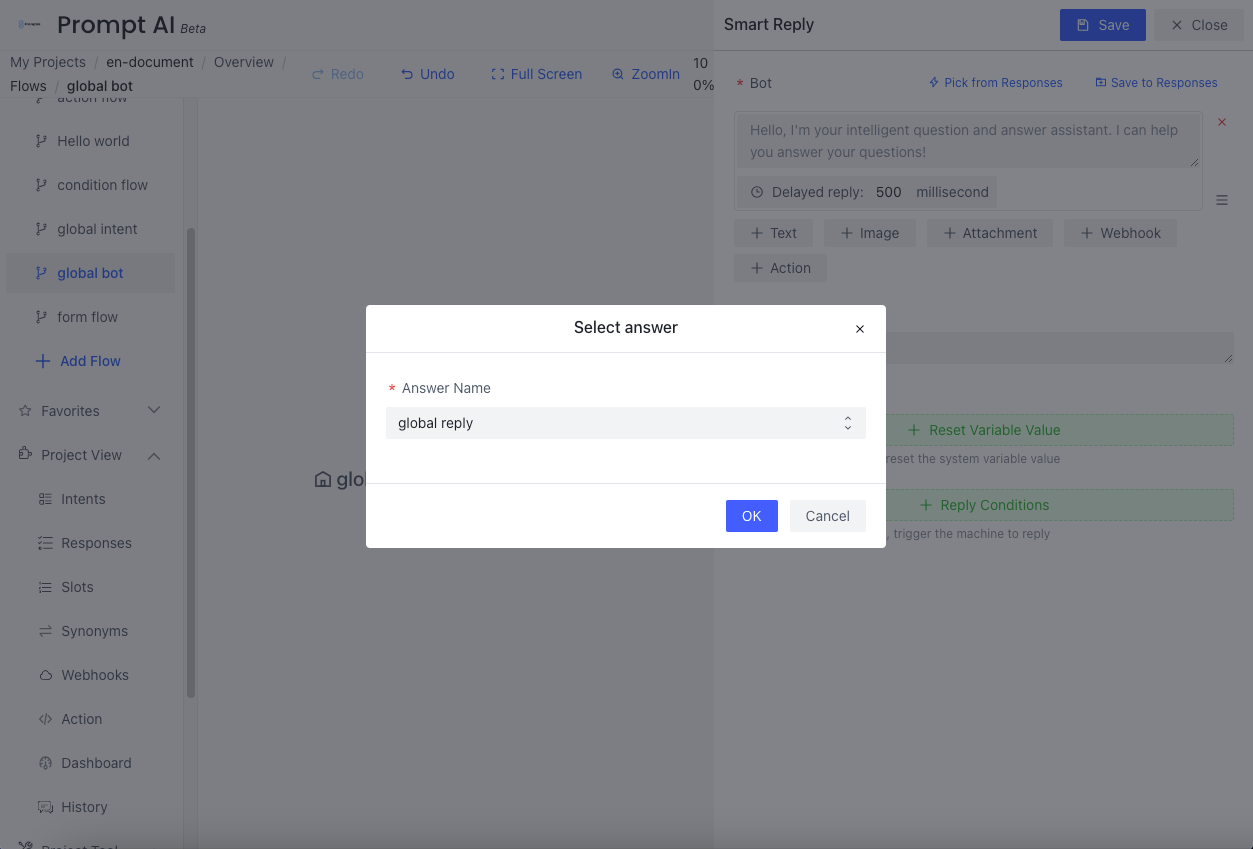 Prompt AI Beta
My Projects / en-document / Overview /
Flows / global bot
Redo
Undo
Full Screen
ZoomIn
10
0%
action flow
Hello world
condition flow
global intent
global bot
form flow
Add Flow
Favorites
Project View
Intents
Responses
Slots
Synonyms
Webhooks
Action
Dashboard
History
Project Tool
glo
Smart Reply
Save
Close
* Bot
Pick from Responses
Save to Responses
Hello, I'm your intelligent question and answer assistant. I can help
you answer your questions!
Delayed reply: 500 millisecond
+ Text
+ Image
+ Attachment
+ Webhook
+ Action
+ Reset Variable Value
reset the system variable value
+ Reply Conditions
, trigger the machine to reply
Select answer
* Answer Name
global reply
OK
Cancel